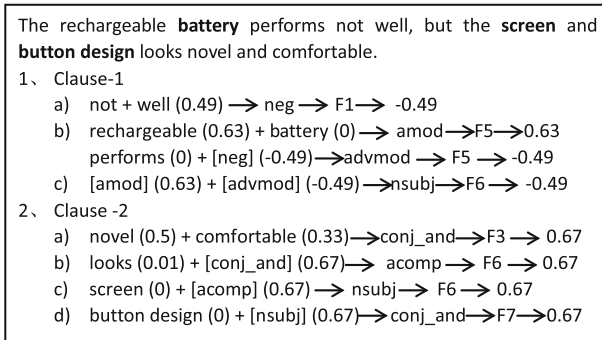 The rechargeable battery performs not well, but the screen and
button design looks novel and comfortable.
1、 Clause-1
a) not + well (0.49) → neg → F1→ -0.49
b) rechargeable (0.63) + battery (0)→ amod→F5→0.63
performs (0) + [neg] (-0.49)→advmod → F5 → -0.49
c) [amod] (0.63) + [advmod] (-0.49)→nsubj→F6→ -0.49
2、 Clause -2
a) novel (0.5) + comfortable (0.33)→conj_and→F3 → 0.67
b) looks (0.01) + [conj_and] (0.67)→ acomp → F6 → 0.67
c) screen (0) + [acomp] (0.67) → nsubj→ F6→ 0.67
d) button design (0) + [nsubj] (0.67)→conj_and→F7→0.67